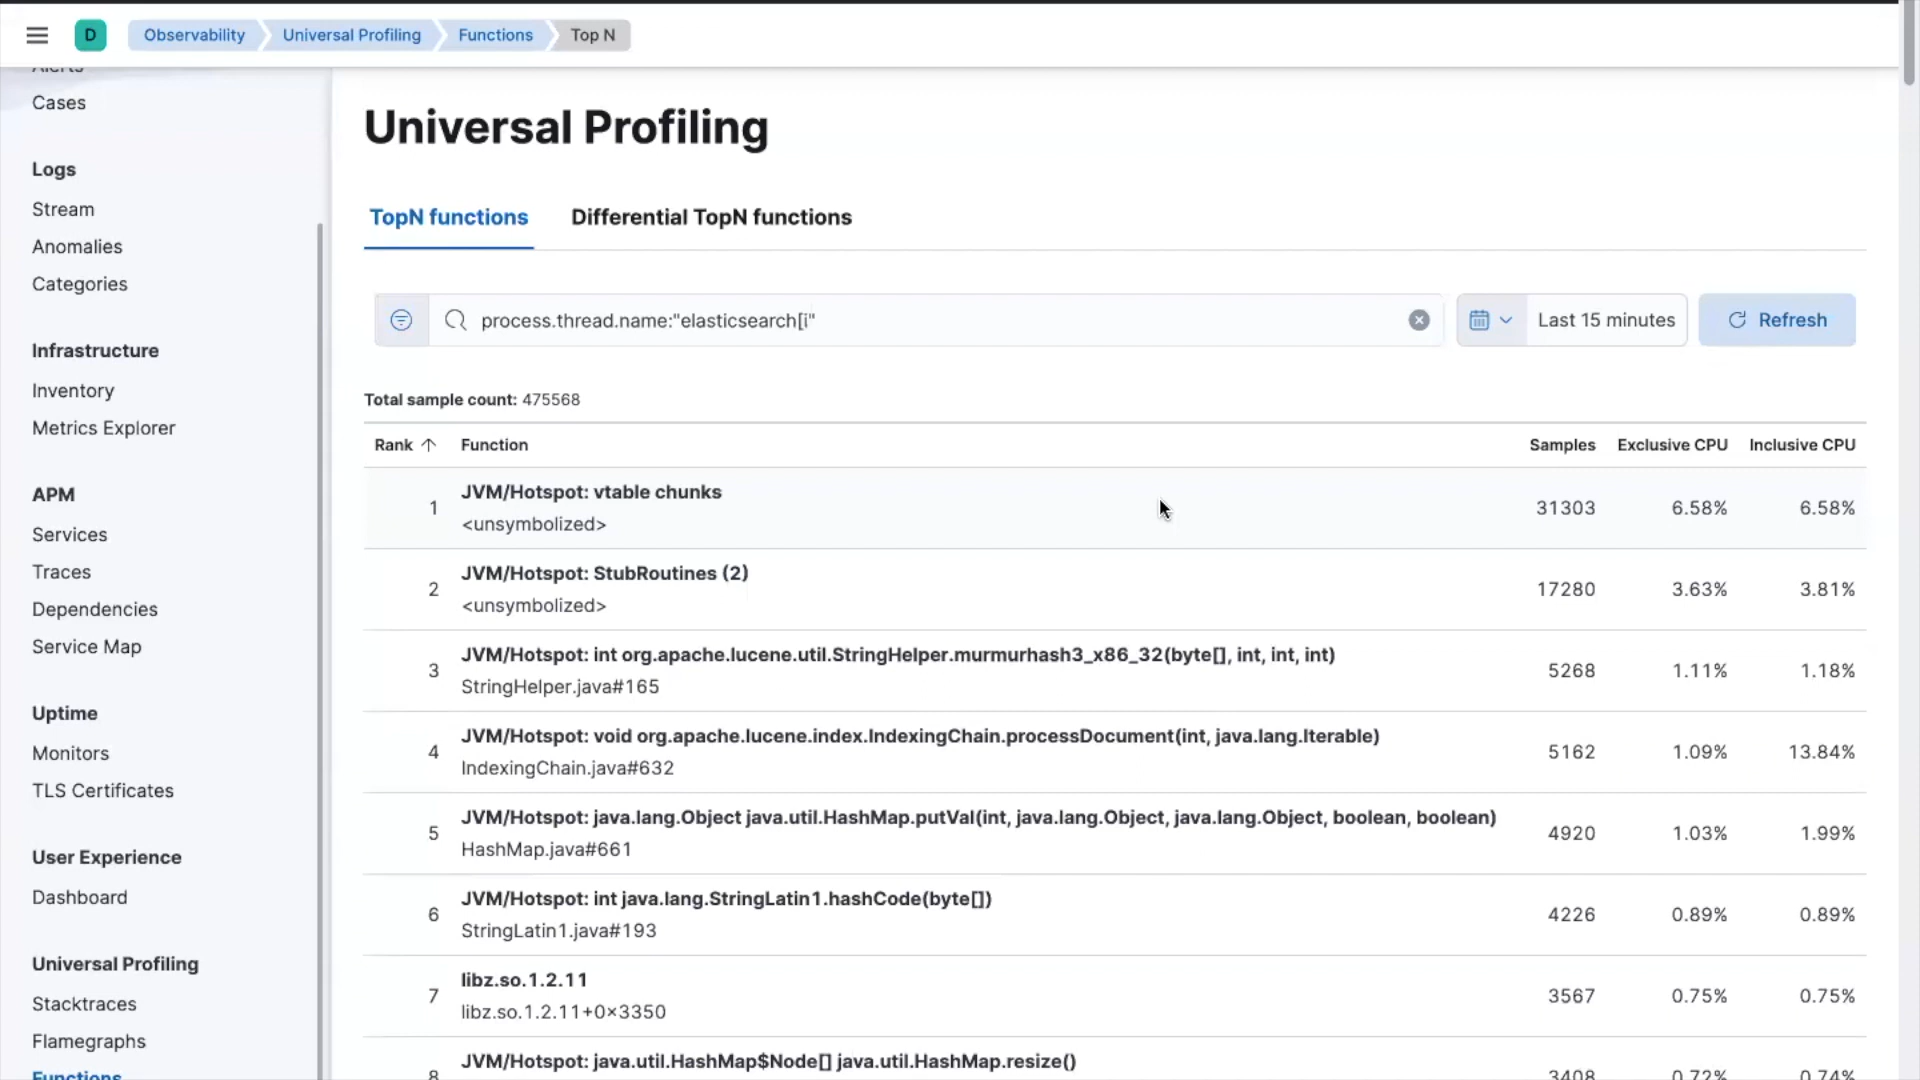 D
Observability
Universal Profiling
Functions
Top N
Alerts
Cases
Logs
Stream
Anomalies
Categories
Infrastructure
Inventory
Metrics Explorer
APM
Services
Traces
Dependencies
Service Map
Uptime
Monitors
TLS Certificates
User Experience
Dashboard
Universal Profiling
Stacktraces
Flamegraphs
Functions
Universal Profiling
TopN functions
Differential TopN functions
process.thread.name:"elasticsearch[i"
Last 15 minutes
Refresh
Total sample count: 475568
Rank Function Samples Exclusive CPU Inclusive CPU
1 JVM/Hotspot: vtable chunks 31303 6.58% 6.58%
<unsymbolized>
2 JVM/Hotspot: StubRoutines (2) 17280 3.63% 3.81%
<unsymbolized>
3 JVM/Hotspot: int org.apache.lucene.util.StringHelper.murmurhash3_x86_32(byte[], int, int, int) 5268 1.11% 1.18%
StringHelper.java#165
4 JVM/Hotspot: void org.apache.lucene.index.IndexingChain.processDocument(int, java.lang.Iterable) 5162 1.09% 13.84%
IndexingChain.java#632
5 JVM/Hotspot: java.lang.Object java.util.HashMap.putVal(int, java.lang.Object, java.lang.Object, boolean, boolean) 4920 1.03% 1.99%
HashMap.java#661
6 JVM/Hotspot: int java.lang.StringLatin1.hashCode(byte[]) 4226 0.89% 0.89%
StringLatin1.java#193
7 libz.so.1.2.11 3567 0.75% 0.75%
libz.so.1.2.11+0×3350
8 JVM/Hotspot: java.util.HashMap$Node[] java.util.HashMap.resize() 3408 0.72% 0.74%